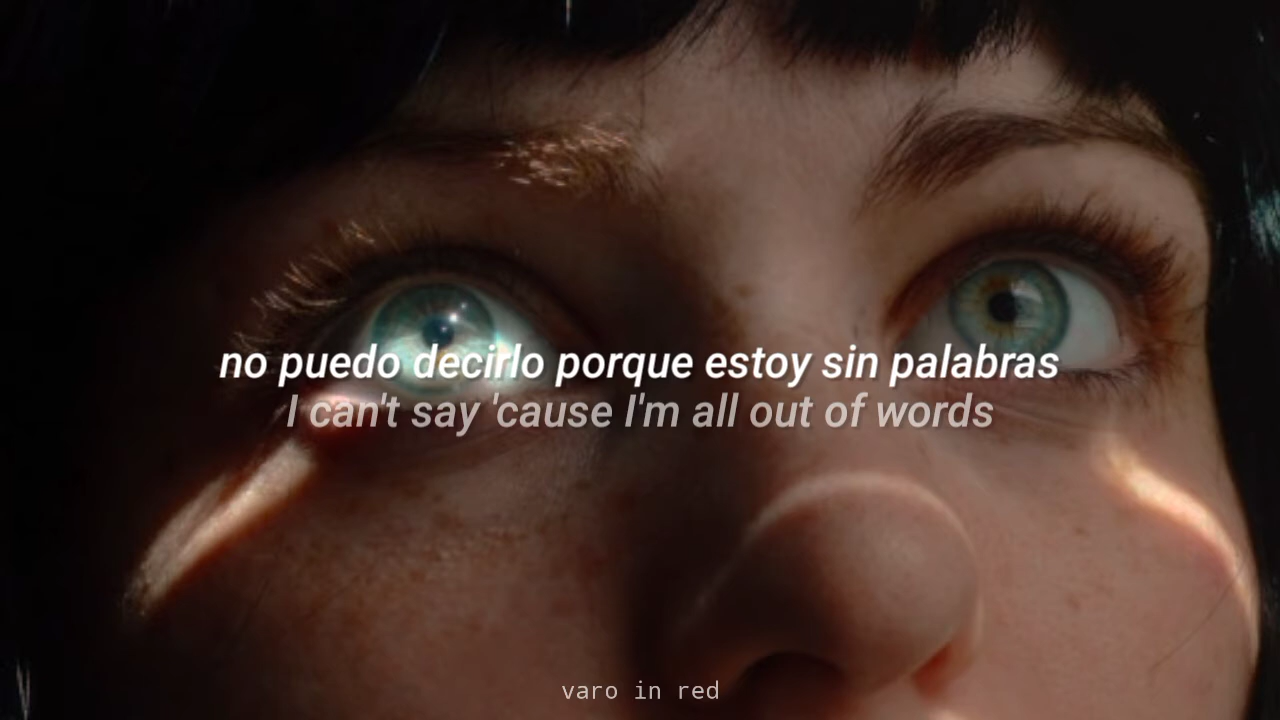 no puedo decirlo porque estoy sin palabras
I can't say 'cause I'm all out of words
varo in red